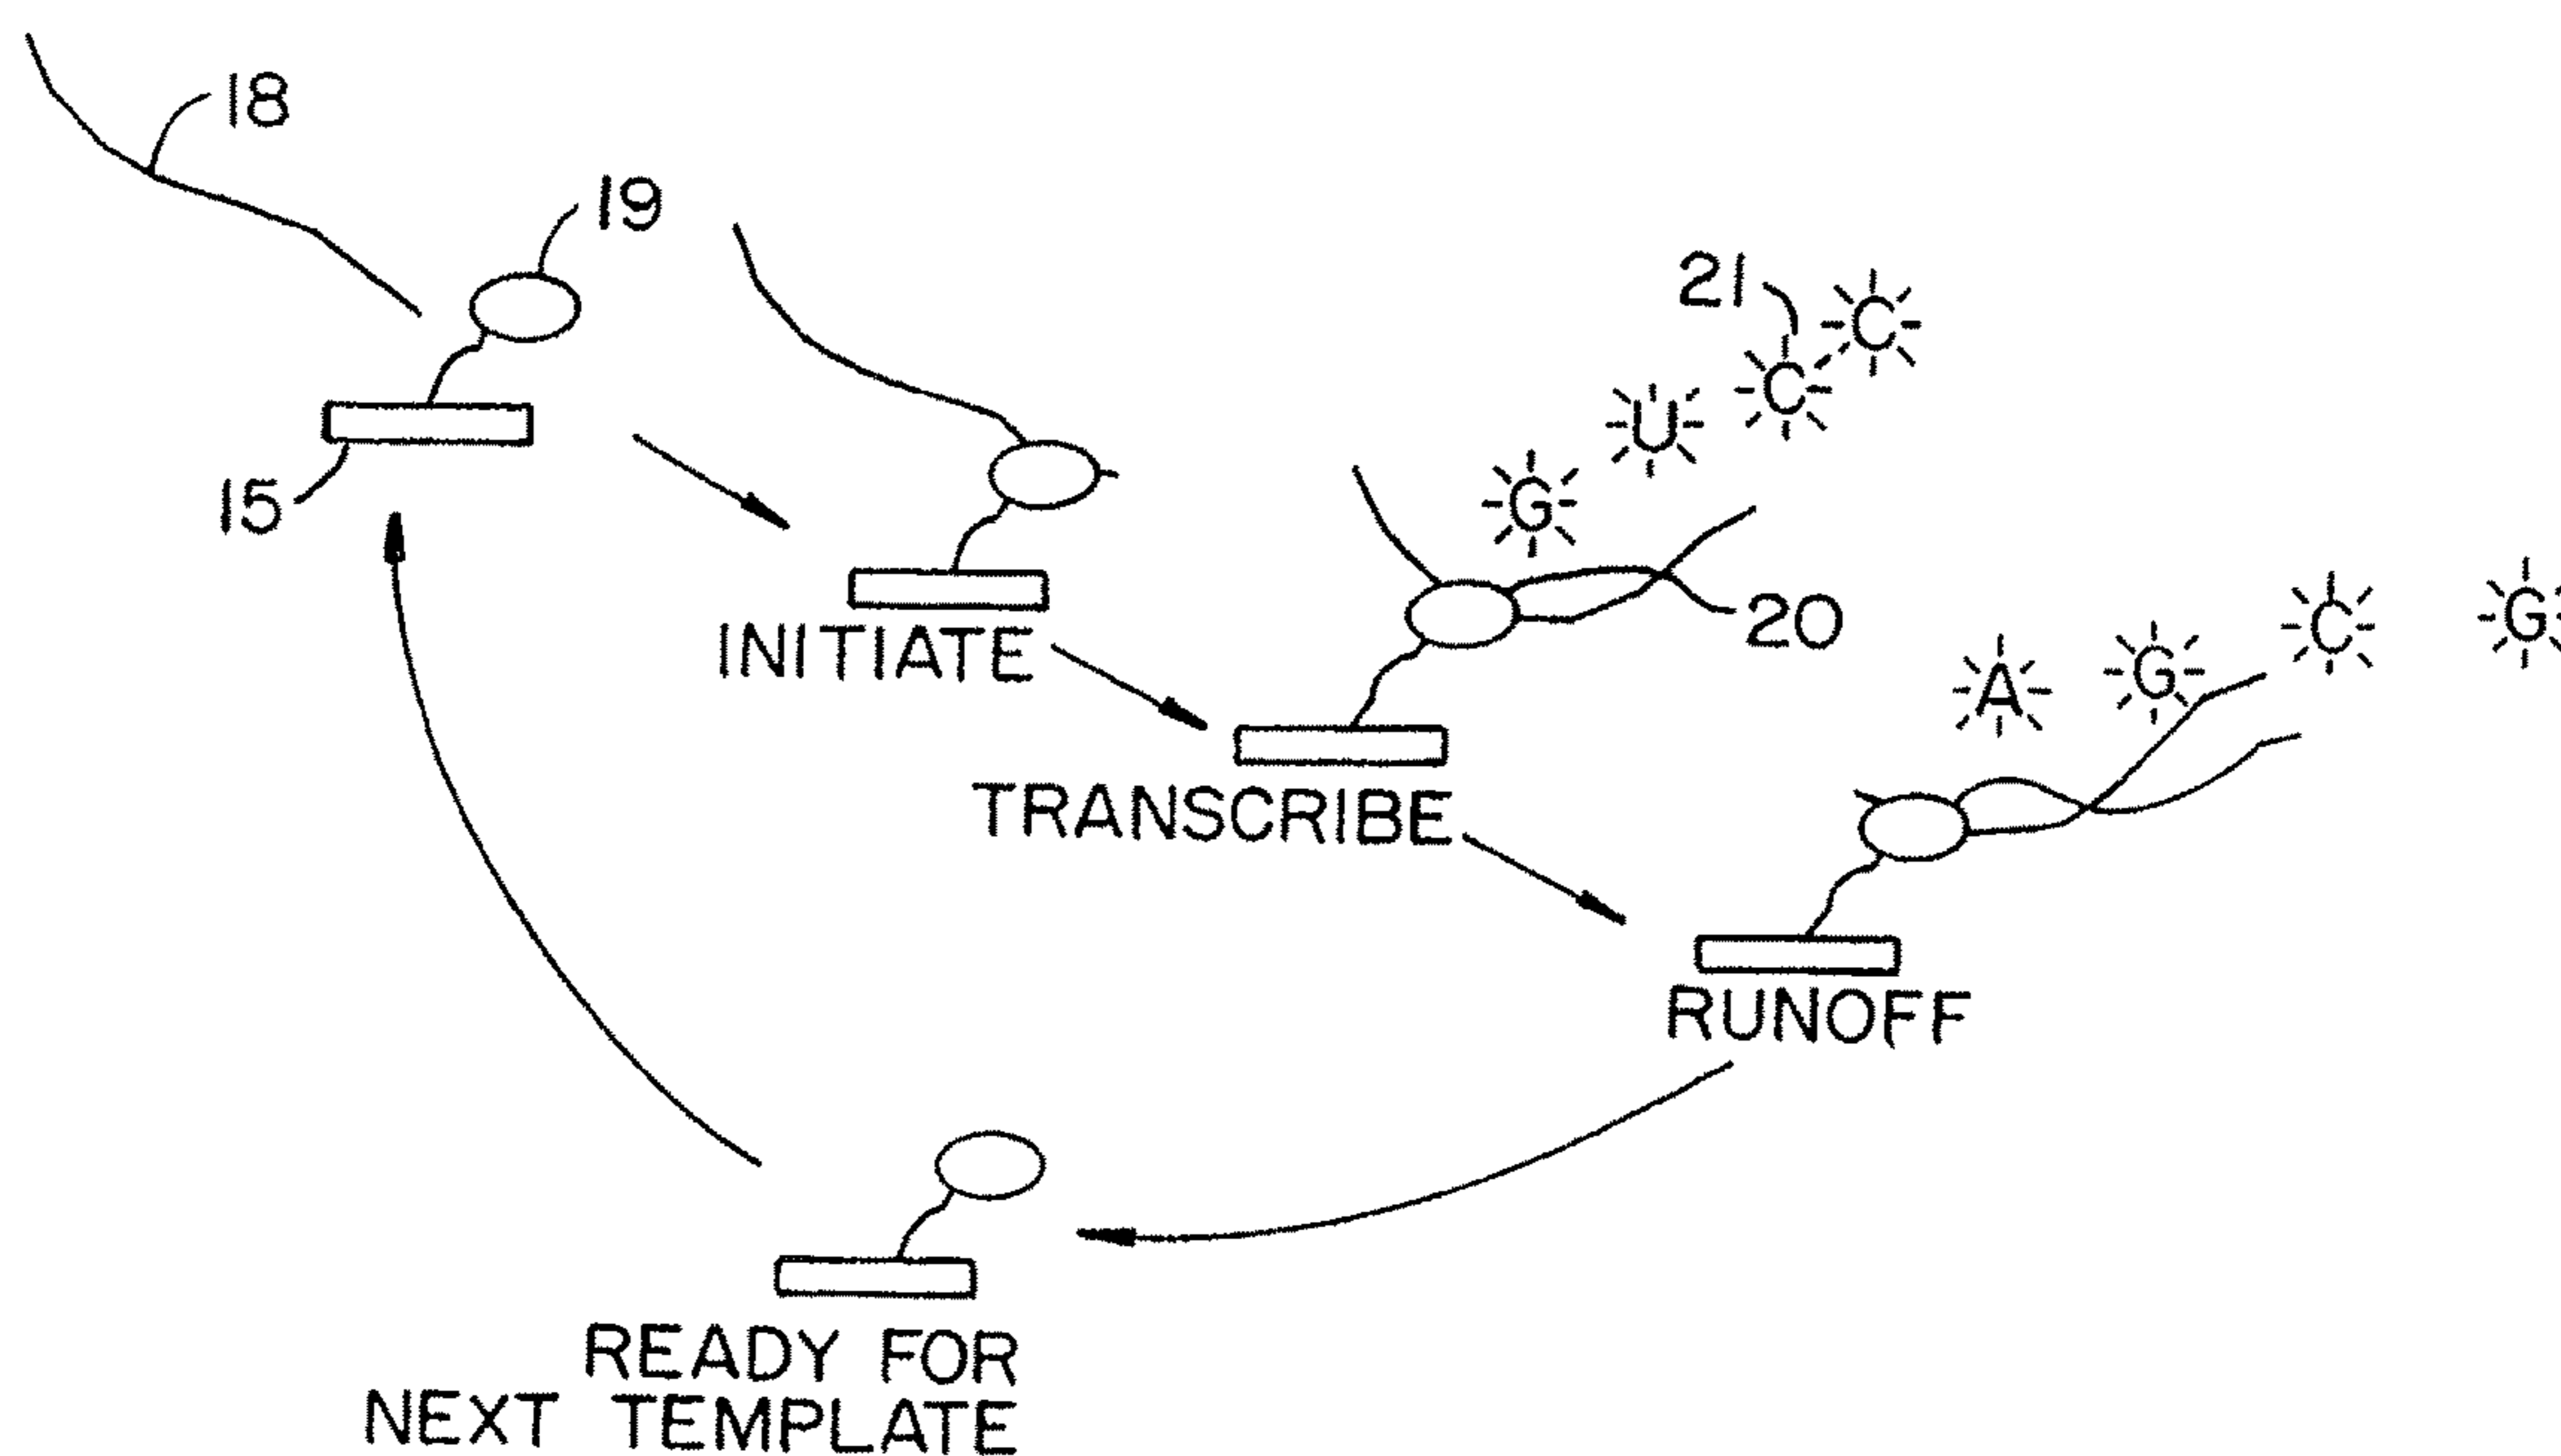 18
19
15
INITIATE
21
G U C C
20
TRANSCRIBE
A G C G
RUNOFF
READY FOR
NEXT TEMPLATE